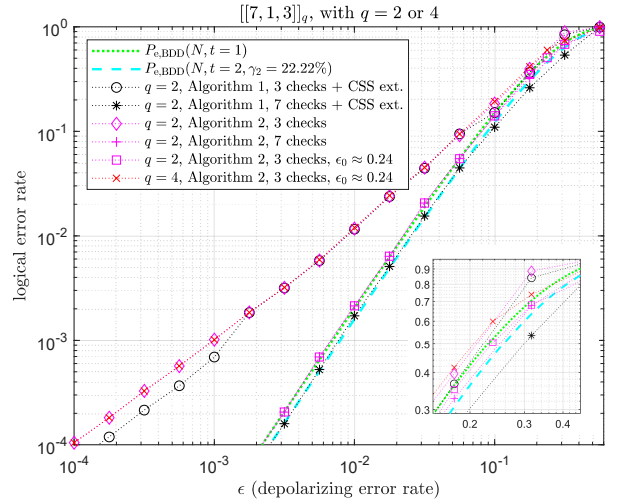 [[7, 1, 3]]q, with q = 2 or 4
P_{e,BDD}(N, t = 1)
P_{e,BDD}(N, t = 2, γ_2 = 22.22%)
q = 2, Algorithm 1, 3 checks + CSS ext.
q = 2, Algorithm 1, 7 checks + CSS ext.
q = 2, Algorithm 2, 3 checks
q = 2, Algorithm 2, 7 checks
q = 2, Algorithm 2, 3 checks, ϵ_0 ≈ 0.24
q = 4, Algorithm 2, 3 checks, ϵ_0 ≈ 0.24
logical error rate
10^0
10^{-1}
10^{-2}
10^{-3}
10^{-4}
0.9
0.8
0.7
0.6
0.5
0.4
0.3
0.2 0.3 0.4
10^{-4} 10^{-3} 10^{-2} 10^{-1}
ϵ (depolarizing error rate)